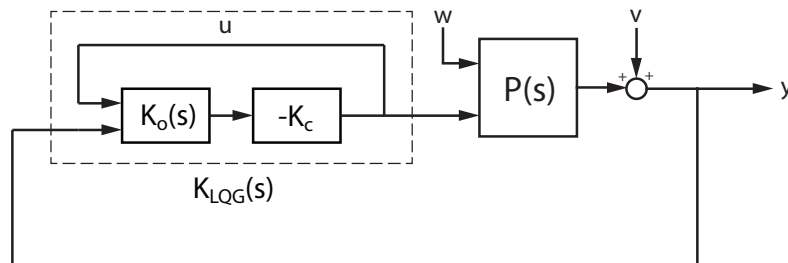 u
w
v
K_o(s)
-K_c
P(s)
+
+
y
K_LQG(s)